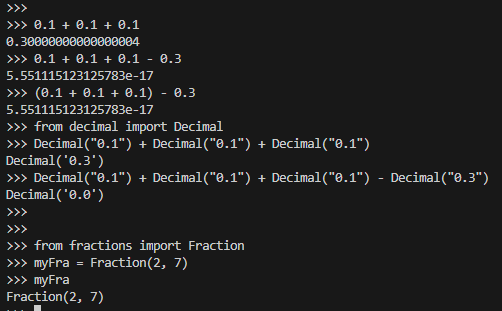 >>>
>>> 0.1 + 0.1 + 0.1
0.30000000000000004
>>> 0.1 + 0.1 + 0.1 - 0.3
5.551115123125783e-17
>>> (0.1 + 0.1 + 0.1) - 0.3
5.551115123125783e-17
>>> from decimal import Decimal
>>> Decimal("0.1") + Decimal("0.1") + Decimal("0.1")
Decimal('0.3')
>>> Decimal("0.1") + Decimal("0.1") + Decimal("0.1") - Decimal("0.3")
Decimal('0.0')
>>>
>>>
>>> from fractions import Fraction
>>> myFra = Fraction(2, 7)
>>> myFra
Fraction(2, 7)
>>>